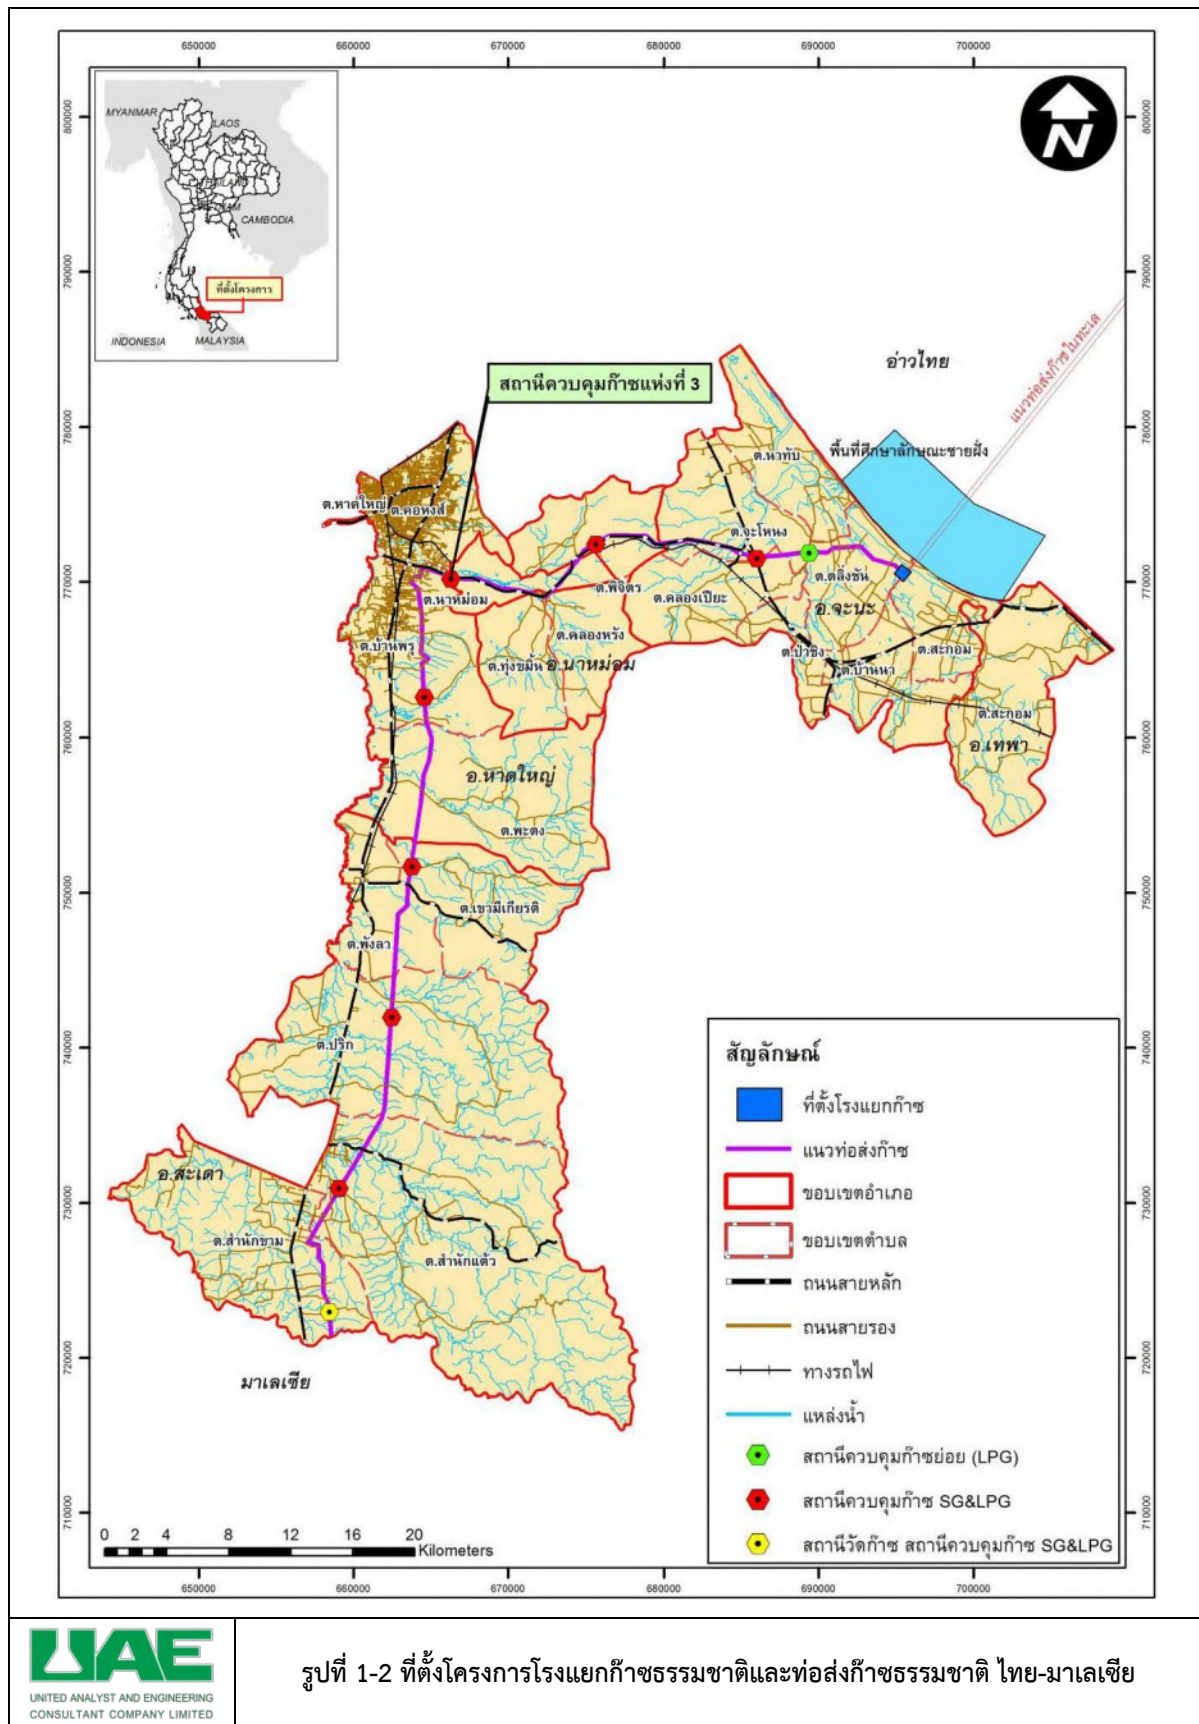 650000 660000 670000 680000 690000 700000
800000 790000 780000 770000 760000 750000 740000 730000 720000 710000
800000 790000 780000 770000 760000 750000 740000 730000 720000 710000
MYANMAR
LAOS
THAILAND
CAMBODIA
ที่ตั้งโครงการ
INDONESIA
MALAYSIA
N
อ่าวไทย
แนวท่อส่งก๊าซในทะเล
สถานีควบคุมก๊าซแห่งที่ 3
พื้นที่ศึกษาลักษณะชายฝั่ง
ต.นาทับ
ต.หาดใหญ่
ต.คอหงส์
ต.จะโหนง
ต.ตลิ่งชัน
ต.นาหม่อม
ต.พิจิตร
ต.คลองเปียะ
อ.จะนะ
ต.บ้านพรุ
ต.คลองหรัง
ต.ทุ่งขมิ้น
อ.นาหม่อม
ต.ป่าชิง
ต.บ้านนา
ต.สะกอม
ต.สะกอม
อ.เทพา
อ.หาดใหญ่
ต.พะตง
ต.เขามีเกียรติ
ต.พังลา
ต.ปริก
อ.สะเดา
ต.สำนักขาม
ต.สำนักแต้ว
มาเลเซีย
สัญลักษณ์
ที่ตั้งโรงแยกก๊าซ
แนวท่อส่งก๊าซ
ขอบเขตอำเภอ
ขอบเขตตำบล
ถนนสายหลัก
ถนนสายรอง
ทางรถไฟ
แหล่งน้ำ
สถานีควบคุมก๊าซย่อย (LPG)
สถานีควบคุมก๊าซ SG&LPG
สถานีวัดก๊าซ สถานีควบคุมก๊าซ SG&LPG
0 2 4 8 12 16 20
Kilometers
650000 660000 670000 680000 690000 700000
UAE
UNITED ANALYST AND ENGINEERING
CONSULTANT COMPANY LIMITED
รูปที่ 1-2 ที่ตั้งโครงการโรงแยกก๊าซธรรมชาติและท่อส่งก๊าซธรรมชาติ ไทย-มาเลเซีย